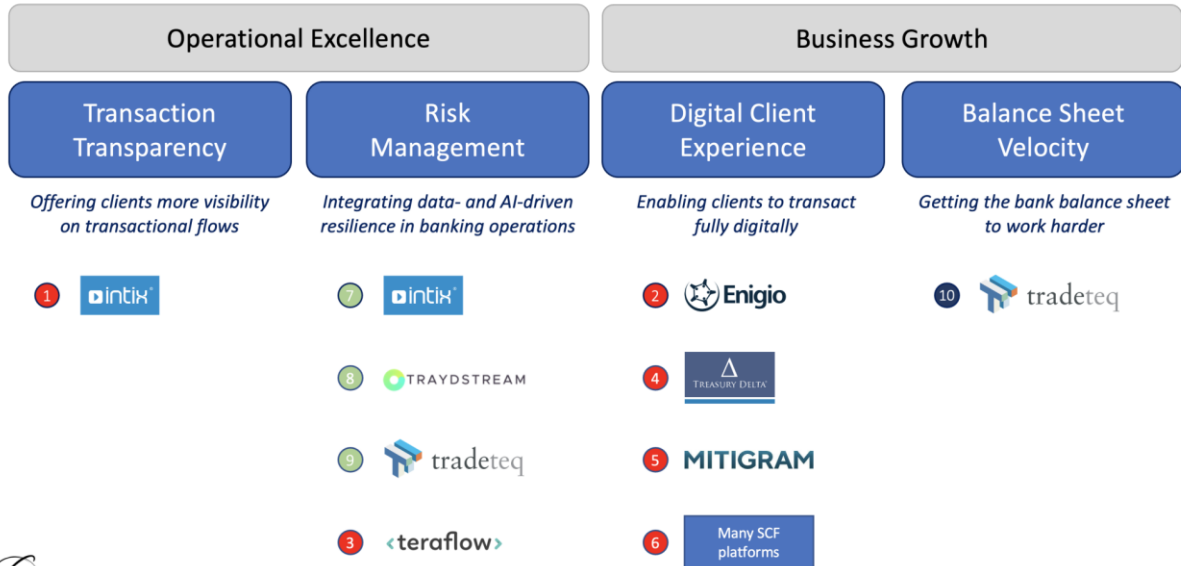 Operational Excellence
Business Growth
Transaction
Transparency
Risk
Management
Digital Client
Experience
Balance Sheet
Velocity
Offering clients more visibility
on transactional flows
Integrating data- and AI-driven
resilience in banking operations
Enabling clients to transact
fully digitally
Getting the bank balance sheet
to work harder
1 intix
7 intix
2 Enigio
10 tradeteq
8 TRAYDSTREAM
4 TREASURY DELTA
9 tradeteq
5 MITIGRAM
3 <teraflow>
6 Many SCF
platforms